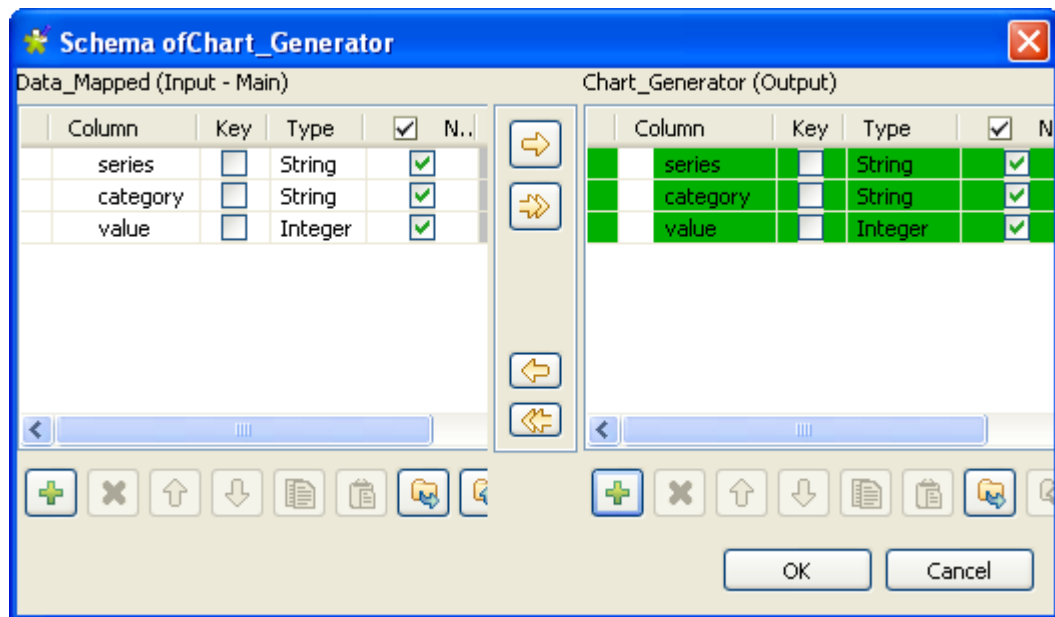 Schema ofChart_Generator
Data_Mapped (Input - Main) Chart_Generator (Output)
Column Key Type N.. Column Key Type N
series String series String
category String category String
value Integer value Integer
OK Cancel